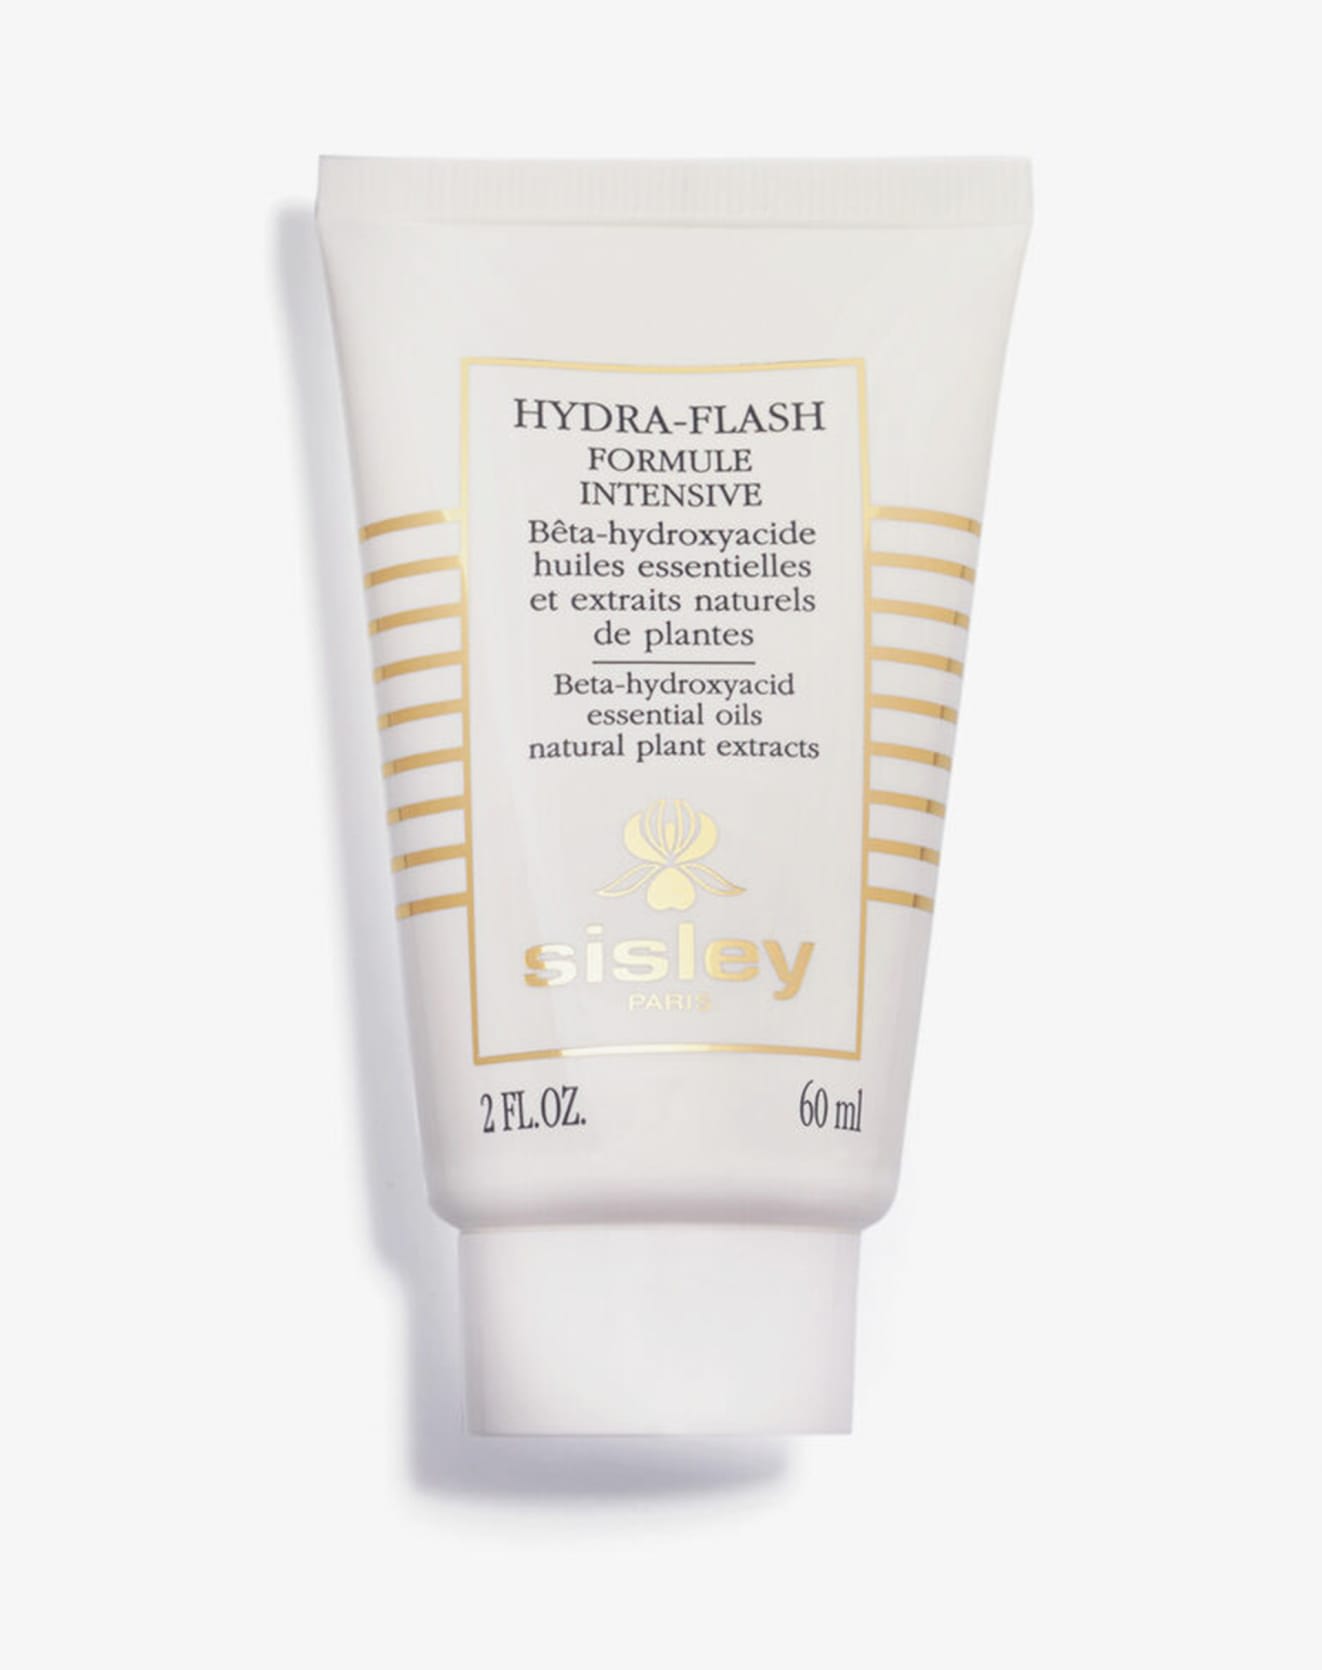 HYDRA-FLASH
FORMULE
INTENSIVE
Bêta-hydroxyacide
huiles essentielles
et extraits naturels
de plantes
Beta-hydroxyacid
essential oils
natural plant extracts
sisley
PARIS
2 FL.OZ. 60 ml